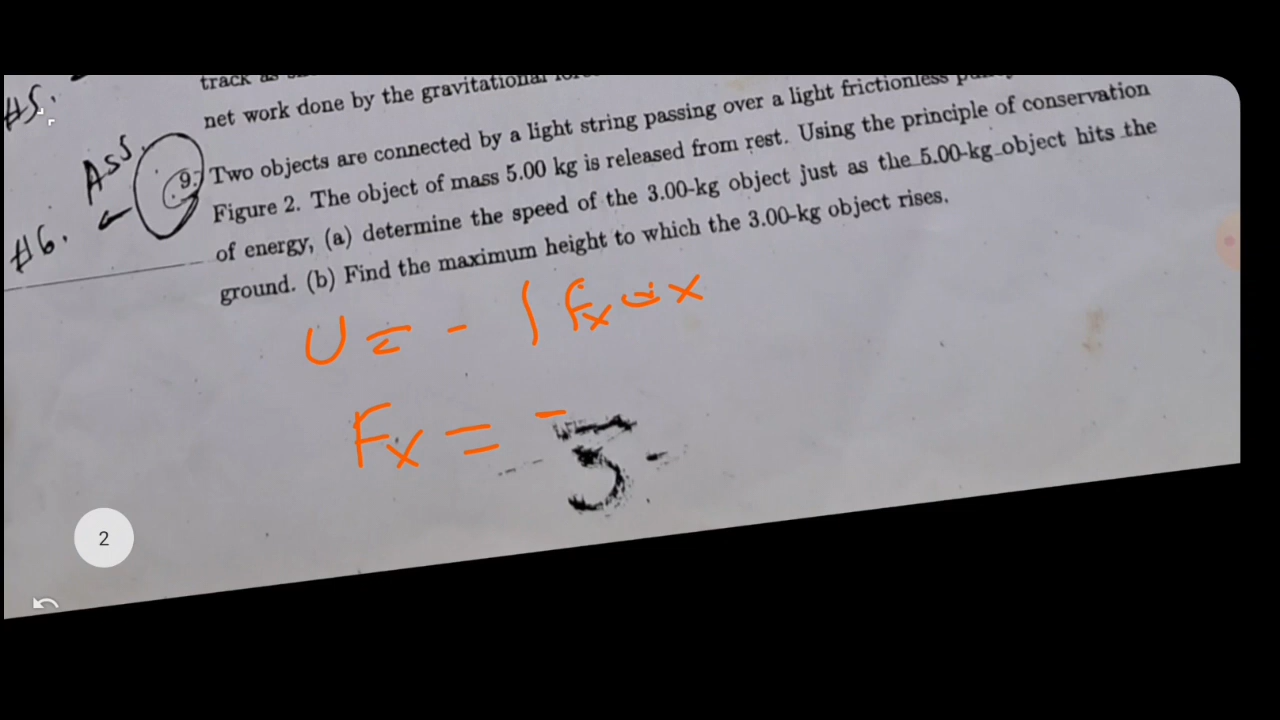 #5.
track as
net work done by the gravitational
Ass.
9. Two objects are connected by a light string passing over a light frictionless
Figure 2. The object of mass 5.00 kg is released from rest. Using the principle of conservation
#6.
of energy, (a) determine the speed of the 3.00-kg object just as the 5.00-kg object hits the
ground. (b) Find the maximum height to which the 3.00-kg object rises.
U = - ∫ Fx dx
Fx = -
5
2